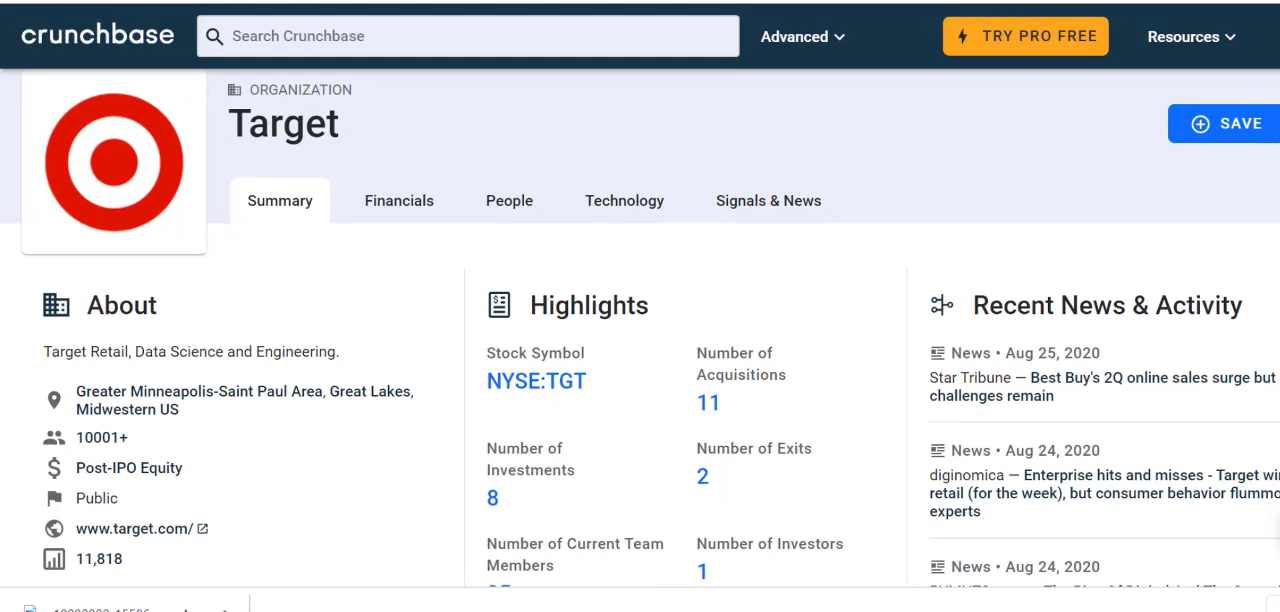 crunchbase
Search Crunchbase
Advanced
TRY PRO FREE
Resources
ORGANIZATION
Target
SAVE
Summary
Financials
People
Technology
Signals & News
About
Target Retail, Data Science and Engineering.
Greater Minneapolis-Saint Paul Area, Great Lakes,
Midwestern US
10001+
Post-IPO Equity
Public
www.target.com/
11,818
Highlights
Stock Symbol
NYSE:TGT
Number of
Acquisitions
11
Number of
Investments
8
Number of Exits
2
Number of Current Team
Members
Number of Investors
1
Recent News & Activity
News • Aug 25, 2020
Star Tribune — Best Buy's 2Q online sales surge but
challenges remain
News • Aug 24, 2020
diginomica — Enterprise hits and misses - Target
retail (for the week), but consumer behavior
experts
News • Aug 24, 2020